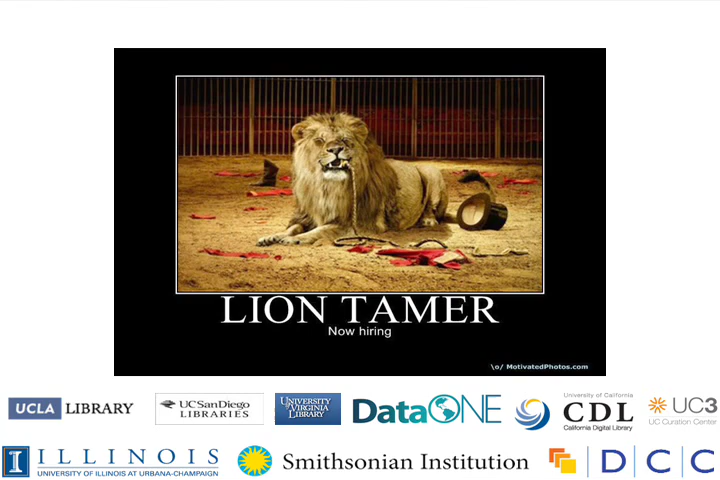 LION TAMER
Now hiring
\o/ MotivatedPhotos.com
UCLA LIBRARY
UC San Diego
LIBRARIES
UNIVERSITY
of VIRGINIA
LIBRARY
DataONE
University of California
CDL
California Digital Library
UC3
UC Curation Center
I ILLINOIS
UNIVERSITY OF ILLINOIS AT URBANA-CHAMPAIGN
Smithsonian Institution
D C C